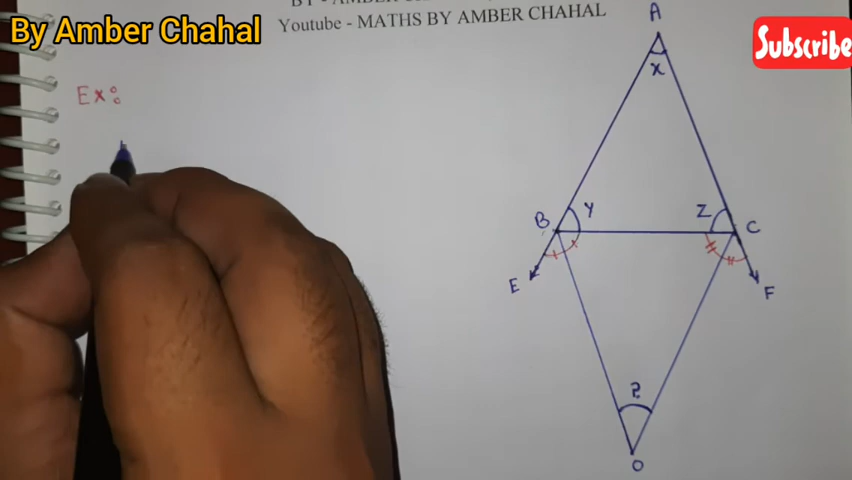 By Amber Chahal
Youtube - MATHS BY AMBER CHAHAL
Subscribe
A
x
Ex:
B
y
z
C
E
F
?
O